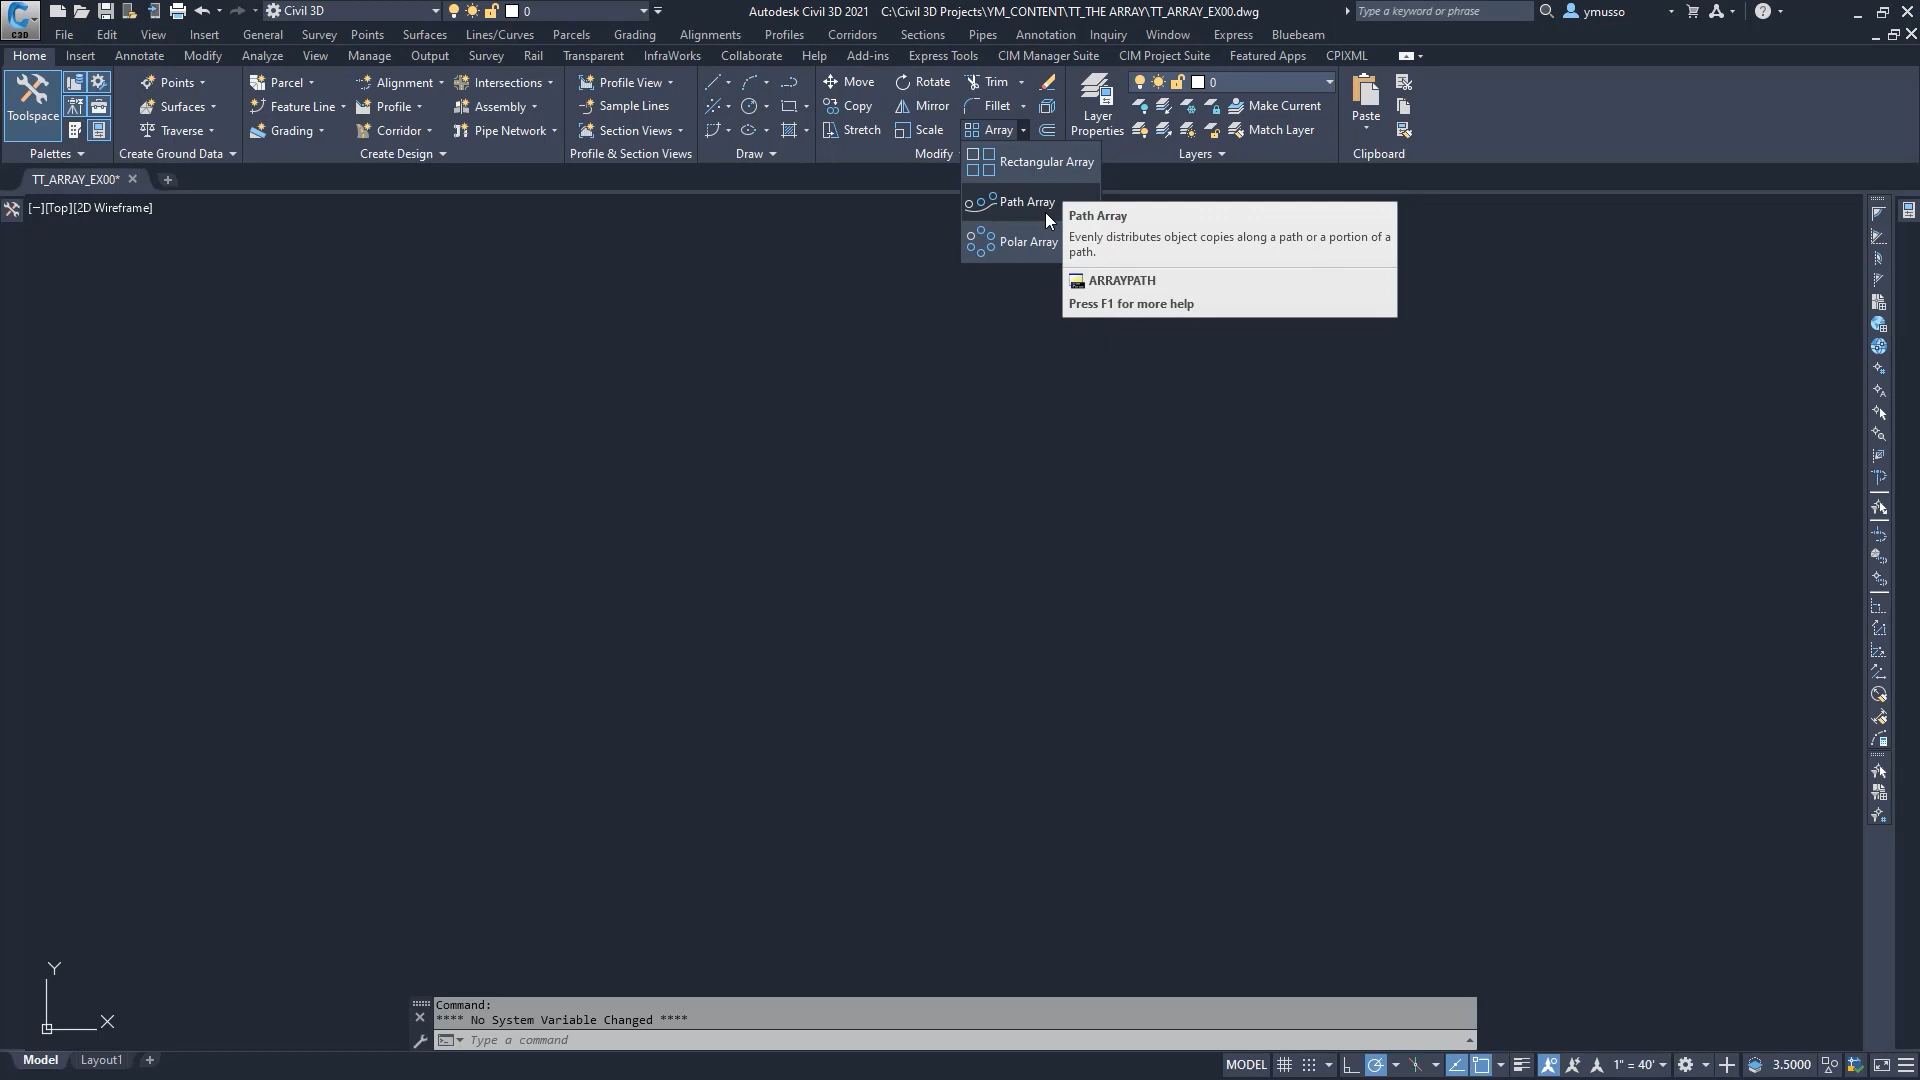 C3D
Civil 3D
0
Autodesk Civil 3D 2021 C:\Civil 3D Projects\YM_CONTENT\TT_THE ARRAY\TT_ARRAY_EX00.dwg
Type a keyword or phrase
ymusso
File Edit View Insert General Survey Points Surfaces Lines/Curves Parcels Grading Alignments Profiles Corridors Sections Pipes Annotation Inquiry Window Express Bluebeam
Home Insert Annotate Modify Analyze View Manage Output Survey Rail Transparent InfraWorks Collaborate Help Add-ins Express Tools CIM Manager Suite CIM Project Suite Featured Apps CPIXML
Points Parcel Alignment Intersections Profile View Move Rotate Trim 0
Toolspace Surfaces Feature Line Profile Assembly Sample Lines Copy Mirror Fillet Layer Properties Make Current Paste
Traverse Grading Corridor Pipe Network Section Views Stretch Scale Array Match Layer
Palettes Create Ground Data Create Design Profile & Section Views Draw Modify Layers Clipboard
TT_ARRAY_EX00*
Rectangular Array
Path Array
Polar Array
[−][Top][2D Wireframe]
Path Array
Evenly distributes object copies along a path or a portion of a
path.
ARRAYPATH
Press F1 for more help
Y
X
Command:
**** No System Variable Changed ****
Type a command
Model Layout1
MODEL 1" = 40' 3.5000